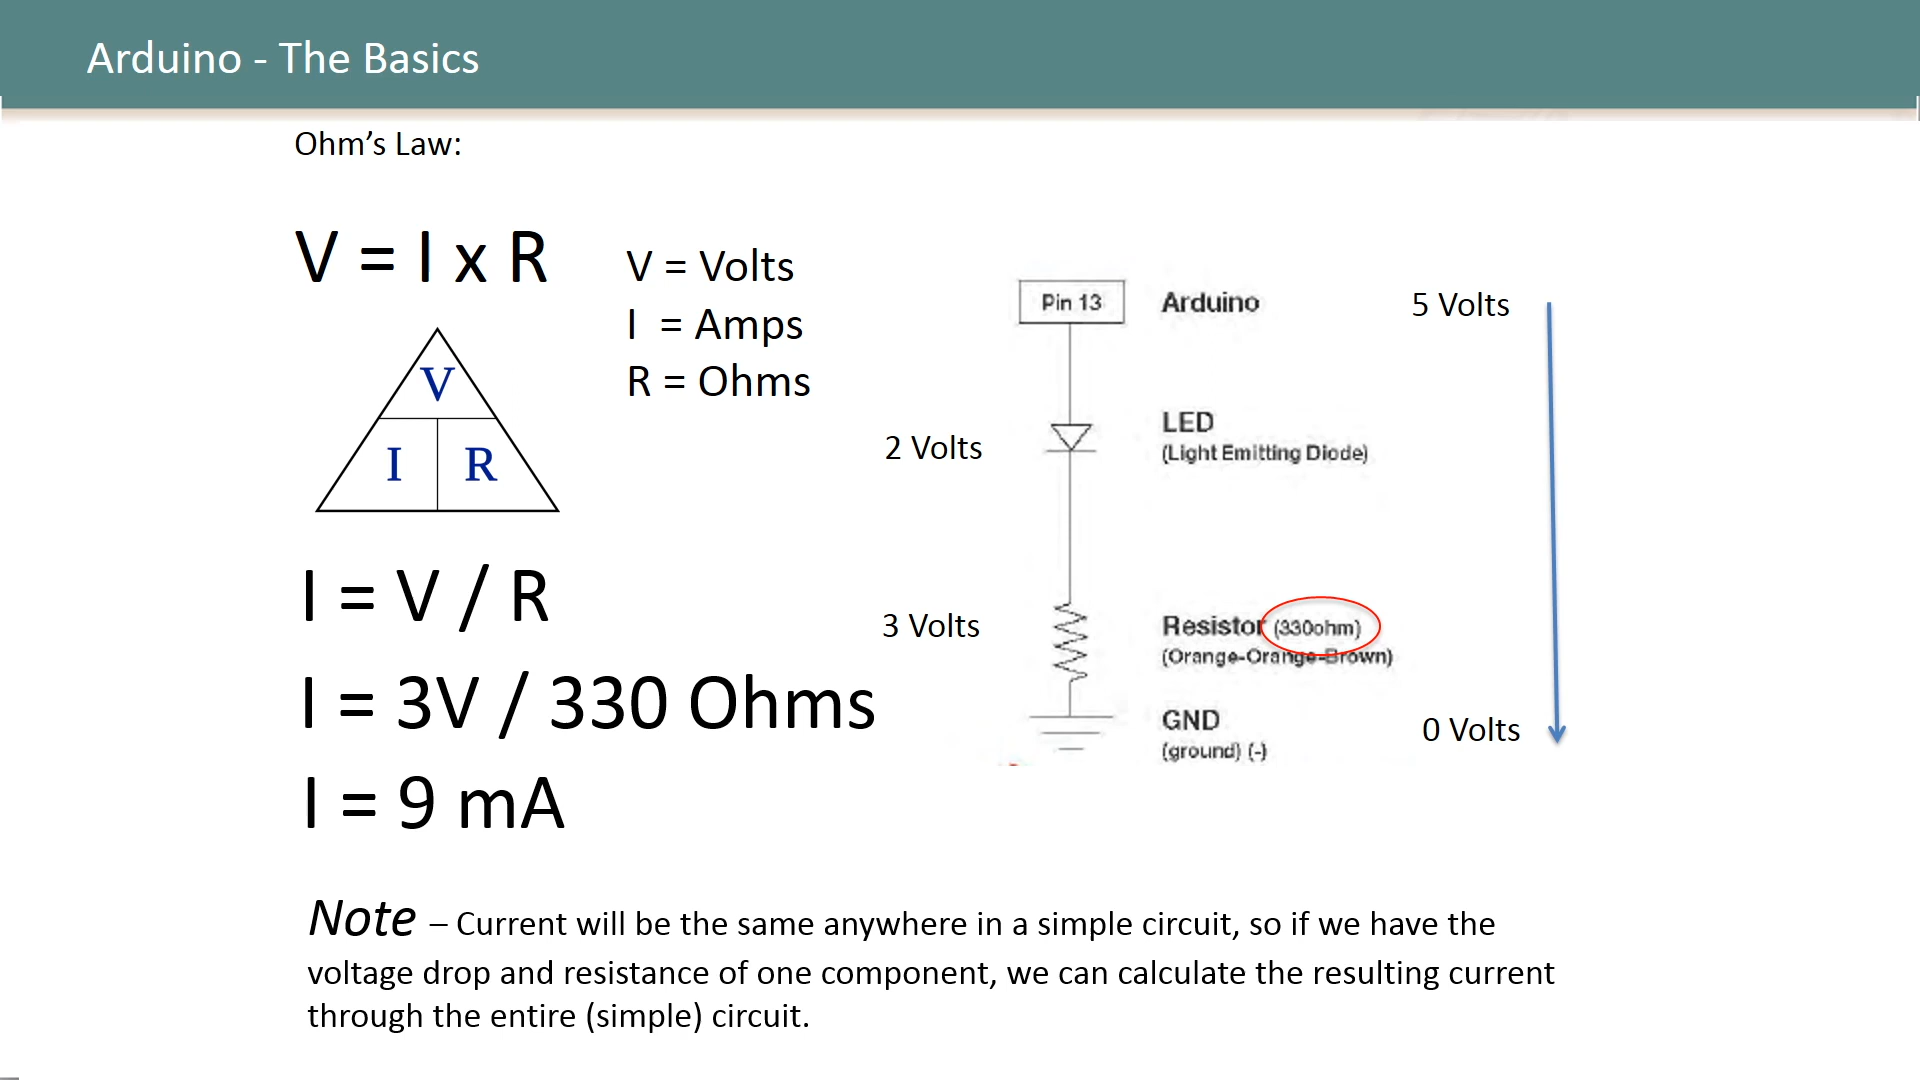 Arduino - The Basics
Ohm’s Law:
V = I x R
V = Volts
I = Amps
R = Ohms
V
I R
I = V / R
I = 3V / 330 Ohms
I = 9 mA
Pin 13 Arduino 5 Volts
2 Volts LED
(Light Emitting Diode)
3 Volts Resistor (330ohm)
(Orange-Orange-Brown)
GND 0 Volts
(ground) (-)
Note – Current will be the same anywhere in a simple circuit, so if we have the
voltage drop and resistance of one component, we can calculate the resulting current
through the entire (simple) circuit.